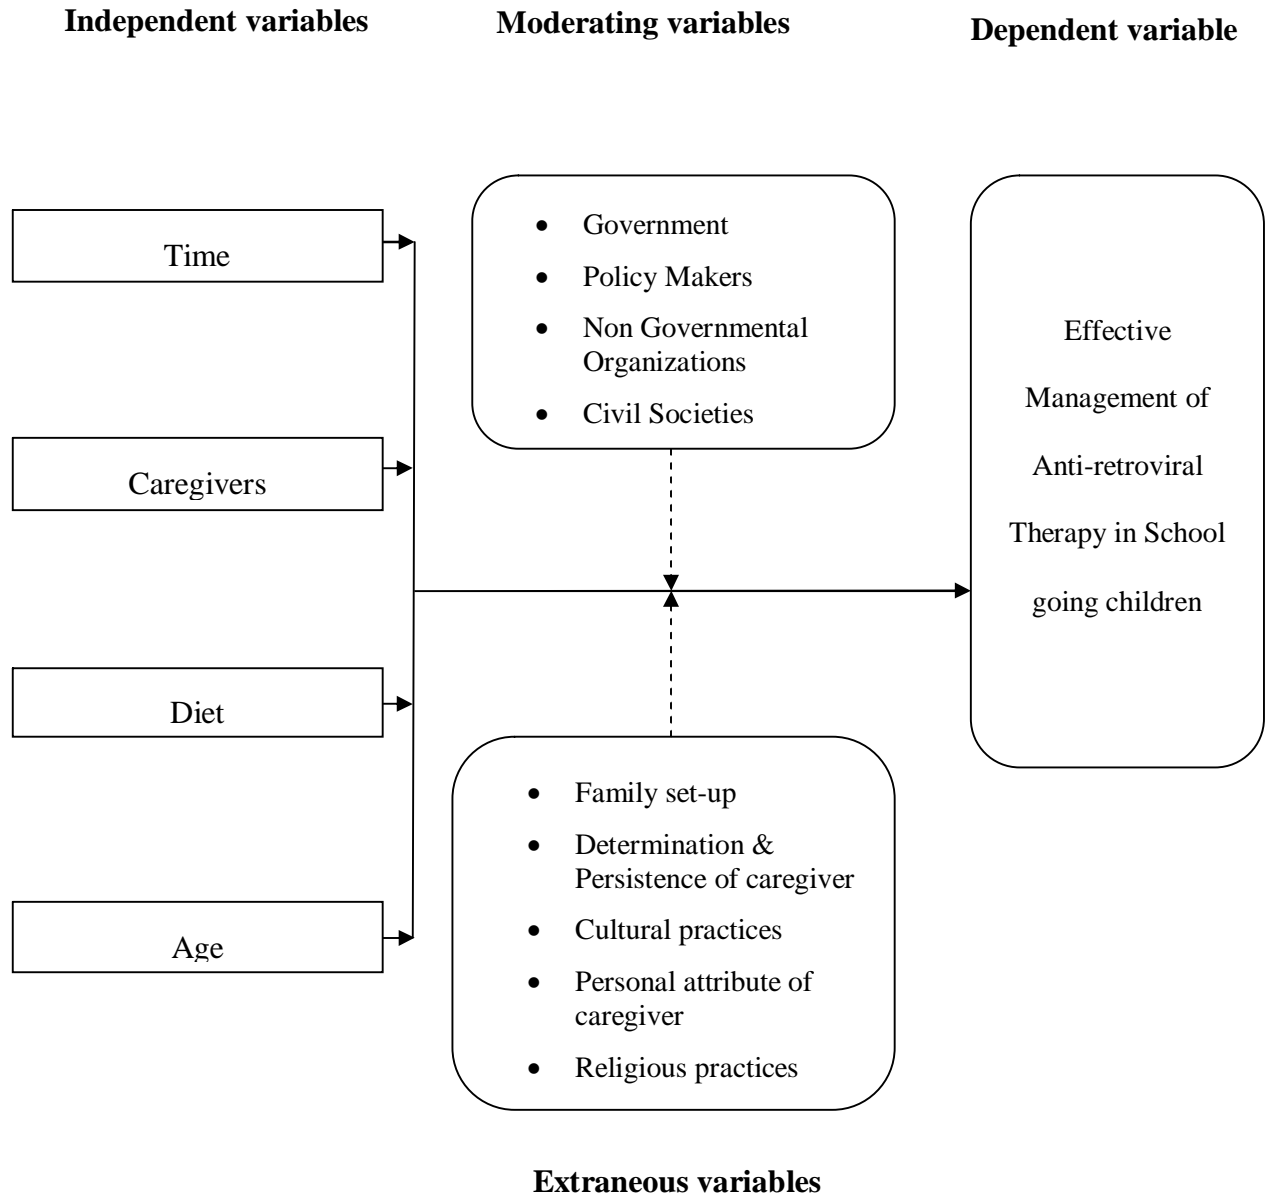 Independent variables
Moderating variables
Dependent variable
Time
Caregivers
Diet
Age
• Government
• Policy Makers
• Non Governmental
Organizations
• Civil Societies
Effective
Management of
Anti-retroviral
Therapy in School
going children
• Family set-up
• Determination &
Persistence of caregiver
• Cultural practices
• Personal attribute of
caregiver
• Religious practices
Extraneous variables